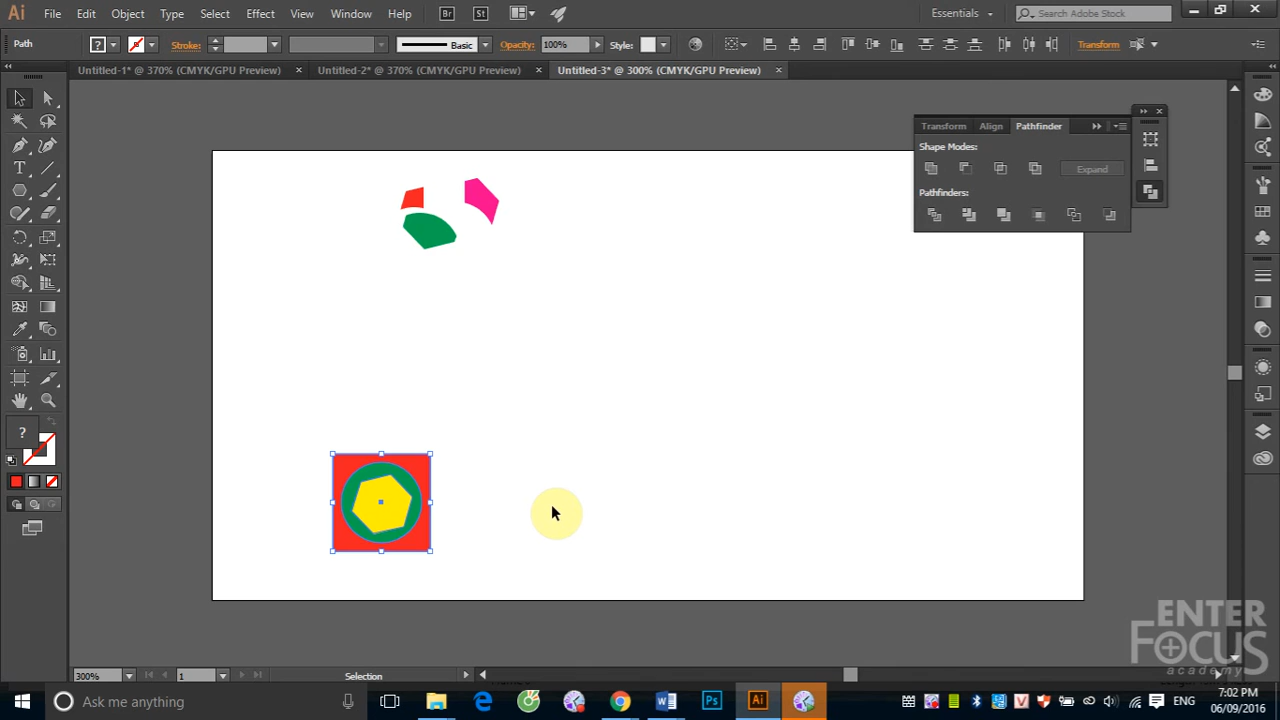 Ai File Edit Object Type Select Effect View Window Help Br St Essentials Search Adobe Stock
Path ? Stroke: Basic Opacity: 100% Style: Transform
Untitled-1* @ 370% (CMYK/GPU Preview) × Untitled-2* @ 370% (CMYK/GPU Preview) × Untitled-3* @ 300% (CMYK/GPU Preview) ×
Transform Align Pathfinder
Shape Modes:
Expand
Pathfinders:
T
?
ENTER
FOCUS
academy
300% 1 Selection
Ask me anything W Ps Ai V ENG 7:02 PM
06/09/2016